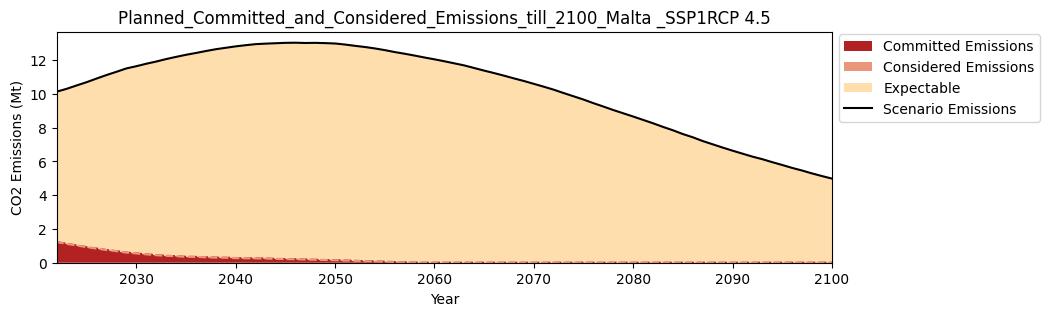 Planned_Committed_and_Considered_Emissions_till_2100_Malta _SSP1RCP 4.5
CO2 Emissions (Mt)
12
10
8
6
4
2
0
2030 2040 2050 2060 2070 2080 2090 2100
Year
Committed Emissions
Considered Emissions
Expectable
Scenario Emissions